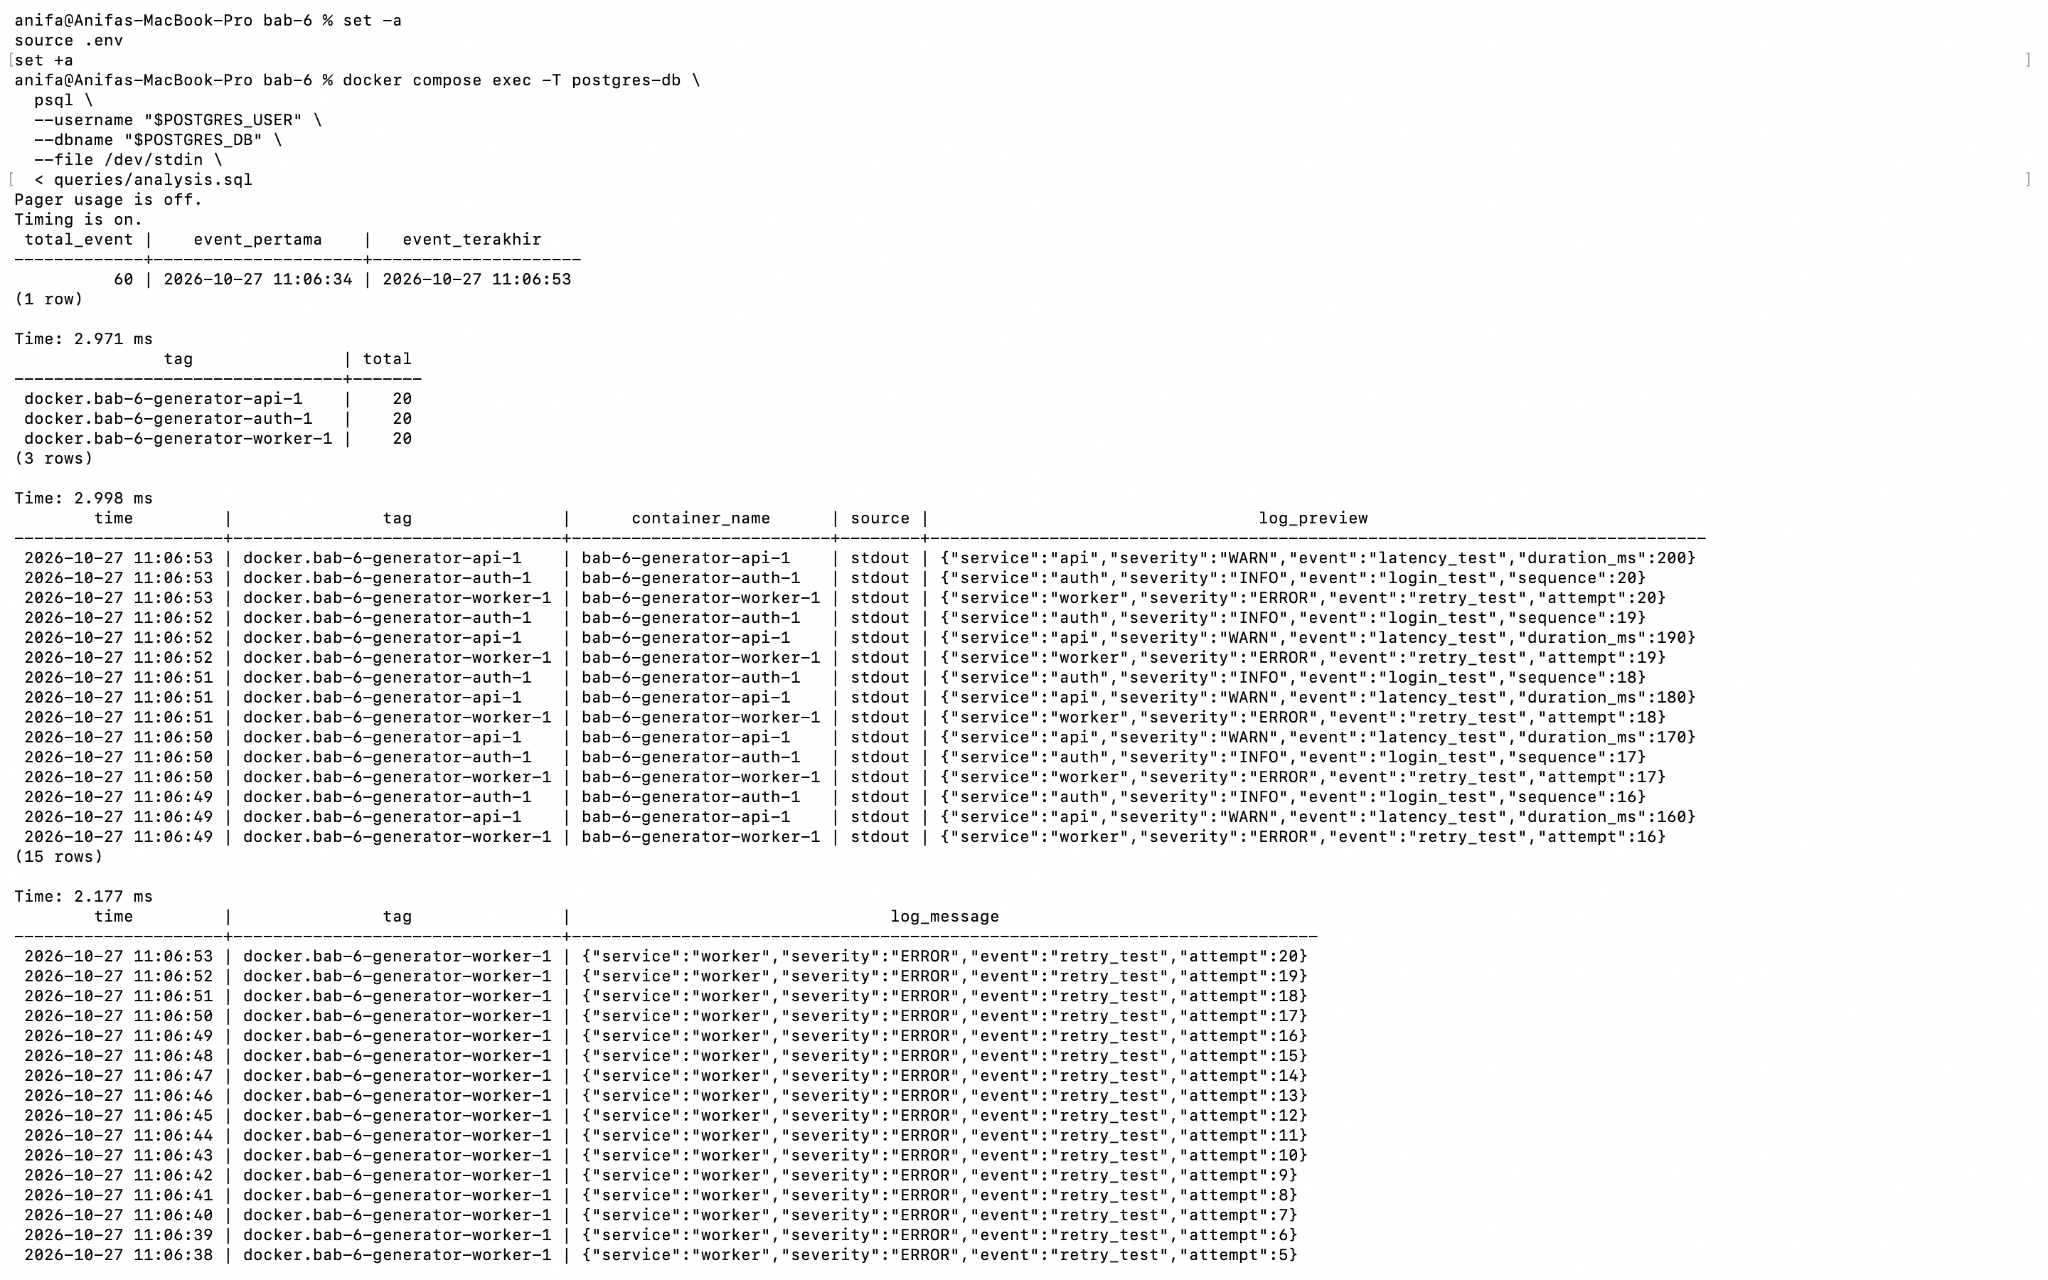 anifa@Anifas-MacBook-Pro bab-6 % set -a
source .env
[set +a ]
anifa@Anifas-MacBook-Pro bab-6 % docker compose exec -T postgres-db \
  psql \
  --username "$POSTGRES_USER" \
  --dbname "$POSTGRES_DB" \
  --file /dev/stdin \
[  < queries/analysis.sql ]
Pager usage is off.
Timing is on.
 total_event |    event_pertama    |   event_terakhir
-------------+---------------------+---------------------
          60 | 2026-10-27 11:06:34 | 2026-10-27 11:06:53
(1 row)

Time: 2.971 ms
               tag               | total
---------------------------------+-------
 docker.bab-6-generator-api-1    |    20
 docker.bab-6-generator-auth-1   |    20
 docker.bab-6-generator-worker-1 |    20
(3 rows)

Time: 2.998 ms
        time         |               tag               |      container_name      | source |                                  log_preview
---------------------+---------------------------------+--------------------------+--------+------------------------------------------------------------------------------
 2026-10-27 11:06:53 | docker.bab-6-generator-api-1    | bab-6-generator-api-1    | stdout | {"service":"api","severity":"WARN","event":"latency_test","duration_ms":200}
 2026-10-27 11:06:53 | docker.bab-6-generator-auth-1   | bab-6-generator-auth-1   | stdout | {"service":"auth","severity":"INFO","event":"login_test","sequence":20}
 2026-10-27 11:06:53 | docker.bab-6-generator-worker-1 | bab-6-generator-worker-1 | stdout | {"service":"worker","severity":"ERROR","event":"retry_test","attempt":20}
 2026-10-27 11:06:52 | docker.bab-6-generator-auth-1   | bab-6-generator-auth-1   | stdout | {"service":"auth","severity":"INFO","event":"login_test","sequence":19}
 2026-10-27 11:06:52 | docker.bab-6-generator-api-1    | bab-6-generator-api-1    | stdout | {"service":"api","severity":"WARN","event":"latency_test","duration_ms":190}
 2026-10-27 11:06:52 | docker.bab-6-generator-worker-1 | bab-6-generator-worker-1 | stdout | {"service":"worker","severity":"ERROR","event":"retry_test","attempt":19}
 2026-10-27 11:06:51 | docker.bab-6-generator-auth-1   | bab-6-generator-auth-1   | stdout | {"service":"auth","severity":"INFO","event":"login_test","sequence":18}
 2026-10-27 11:06:51 | docker.bab-6-generator-api-1    | bab-6-generator-api-1    | stdout | {"service":"api","severity":"WARN","event":"latency_test","duration_ms":180}
 2026-10-27 11:06:51 | docker.bab-6-generator-worker-1 | bab-6-generator-worker-1 | stdout | {"service":"worker","severity":"ERROR","event":"retry_test","attempt":18}
 2026-10-27 11:06:50 | docker.bab-6-generator-api-1    | bab-6-generator-api-1    | stdout | {"service":"api","severity":"WARN","event":"latency_test","duration_ms":170}
 2026-10-27 11:06:50 | docker.bab-6-generator-auth-1   | bab-6-generator-auth-1   | stdout | {"service":"auth","severity":"INFO","event":"login_test","sequence":17}
 2026-10-27 11:06:50 | docker.bab-6-generator-worker-1 | bab-6-generator-worker-1 | stdout | {"service":"worker","severity":"ERROR","event":"retry_test","attempt":17}
 2026-10-27 11:06:49 | docker.bab-6-generator-auth-1   | bab-6-generator-auth-1   | stdout | {"service":"auth","severity":"INFO","event":"login_test","sequence":16}
 2026-10-27 11:06:49 | docker.bab-6-generator-api-1    | bab-6-generator-api-1    | stdout | {"service":"api","severity":"WARN","event":"latency_test","duration_ms":160}
 2026-10-27 11:06:49 | docker.bab-6-generator-worker-1 | bab-6-generator-worker-1 | stdout | {"service":"worker","severity":"ERROR","event":"retry_test","attempt":16}
(15 rows)

Time: 2.177 ms
        time         |               tag               |                                log_message
---------------------+---------------------------------+---------------------------------------------------------------------------
 2026-10-27 11:06:53 | docker.bab-6-generator-worker-1 | {"service":"worker","severity":"ERROR","event":"retry_test","attempt":20}
 2026-10-27 11:06:52 | docker.bab-6-generator-worker-1 | {"service":"worker","severity":"ERROR","event":"retry_test","attempt":19}
 2026-10-27 11:06:51 | docker.bab-6-generator-worker-1 | {"service":"worker","severity":"ERROR","event":"retry_test","attempt":18}
 2026-10-27 11:06:50 | docker.bab-6-generator-worker-1 | {"service":"worker","severity":"ERROR","event":"retry_test","attempt":17}
 2026-10-27 11:06:49 | docker.bab-6-generator-worker-1 | {"service":"worker","severity":"ERROR","event":"retry_test","attempt":16}
 2026-10-27 11:06:48 | docker.bab-6-generator-worker-1 | {"service":"worker","severity":"ERROR","event":"retry_test","attempt":15}
 2026-10-27 11:06:47 | docker.bab-6-generator-worker-1 | {"service":"worker","severity":"ERROR","event":"retry_test","attempt":14}
 2026-10-27 11:06:46 | docker.bab-6-generator-worker-1 | {"service":"worker","severity":"ERROR","event":"retry_test","attempt":13}
 2026-10-27 11:06:45 | docker.bab-6-generator-worker-1 | {"service":"worker","severity":"ERROR","event":"retry_test","attempt":12}
 2026-10-27 11:06:44 | docker.bab-6-generator-worker-1 | {"service":"worker","severity":"ERROR","event":"retry_test","attempt":11}
 2026-10-27 11:06:43 | docker.bab-6-generator-worker-1 | {"service":"worker","severity":"ERROR","event":"retry_test","attempt":10}
 2026-10-27 11:06:42 | docker.bab-6-generator-worker-1 | {"service":"worker","severity":"ERROR","event":"retry_test","attempt":9}
 2026-10-27 11:06:41 | docker.bab-6-generator-worker-1 | {"service":"worker","severity":"ERROR","event":"retry_test","attempt":8}
 2026-10-27 11:06:40 | docker.bab-6-generator-worker-1 | {"service":"worker","severity":"ERROR","event":"retry_test","attempt":7}
 2026-10-27 11:06:39 | docker.bab-6-generator-worker-1 | {"service":"worker","severity":"ERROR","event":"retry_test","attempt":6}
 2026-10-27 11:06:38 | docker.bab-6-generator-worker-1 | {"service":"worker","severity":"ERROR","event":"retry_test","attempt":5}